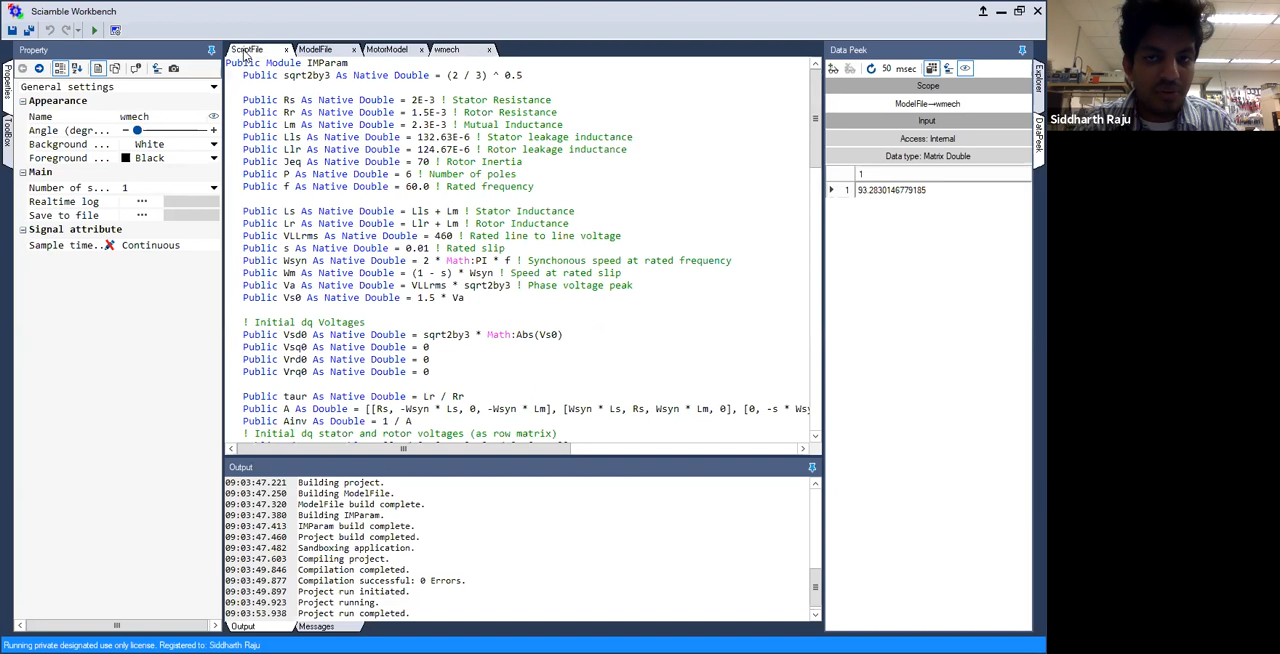 Sciamble Workbench
Property
General settings
Appearance
Name wmech
Angle (degr... - +
Background ... White
Foreground ... Black
Main
Number of s... 1
Realtime log ...
Save to file ...
Signal attribute
Sample time... Continuous
Properties
ToolBox
ScriptFile x ModelFile x MotorModel x wmech x
Public Module IMParam
Public sqrt2by3 As Native Double = (2 / 3) ^ 0.5
Public Rs As Native Double = 2E-3 ! Stator Resistance
Public Rr As Native Double = 1.5E-3 ! Rotor Resistance
Public Lm As Native Double = 2.3E-3 ! Mutual Inductance
Public Lls As Native Double = 132.63E-6 ! Stator leakage inductance
Public Llr As Native Double = 124.67E-6 ! Rotor leakage inductance
Public Jeq As Native Double = 70 ! Rotor Inertia
Public P As Native Double = 6 ! Number of poles
Public f As Native Double = 60.0 ! Rated frequency
Public Ls As Native Double = Lls + Lm ! Stator Inductance
Public Lr As Native Double = Llr + Lm ! Rotor Inductance
Public VLLrms As Native Double = 460 ! Rated line to line voltage
Public s As Native Double = 0.01 ! Rated slip
Public Wsyn As Native Double = 2 * Math:PI * f ! Synchonous speed at rated frequency
Public Wm As Native Double = (1 - s) * Wsyn ! Speed at rated slip
Public Va As Native Double = VLLrms * sqrt2by3 ! Phase voltage peak
Public Vs0 As Native Double = 1.5 * Va
! Initial dq Voltages
Public Vsd0 As Native Double = sqrt2by3 * Math:Abs(Vs0)
Public Vsq0 As Native Double = 0
Public Vrd0 As Native Double = 0
Public Vrq0 As Native Double = 0
Public taur As Native Double = Lr / Rr
Public A As Double = [[Rs, -Wsyn * Ls, 0, -Wsyn * Lm], [Wsyn * Ls, Rs, Wsyn * Lm, 0], [0, -s * Wsy
Public Ainv As Double = 1 / A
! Initial dq stator and rotor voltages (as row matrix)
Output
09:03:47.221 Building project.
09:03:47.250 Building ModelFile.
09:03:47.320 ModelFile build complete.
09:03:47.380 Building IMParam.
09:03:47.413 IMParam build complete.
09:03:47.460 Project build completed.
09:03:47.482 Sandboxing application.
09:03:47.603 Compiling project.
09:03:49.846 Compilation completed.
09:03:49.877 Compilation successful: 0 Errors.
09:03:49.897 Project run initiated.
09:03:49.923 Project running.
09:03:53.938 Project run completed.
Output Messages
Data Peek
50 msec
Scope
ModelFile→wmech
Input
Access: Internal
Data type: Matrix Double
1
1 93.2830146779185
Explorer
DataPeek
Siddharth Raju
Running private designated use only license. Registered to: Siddharth Raju